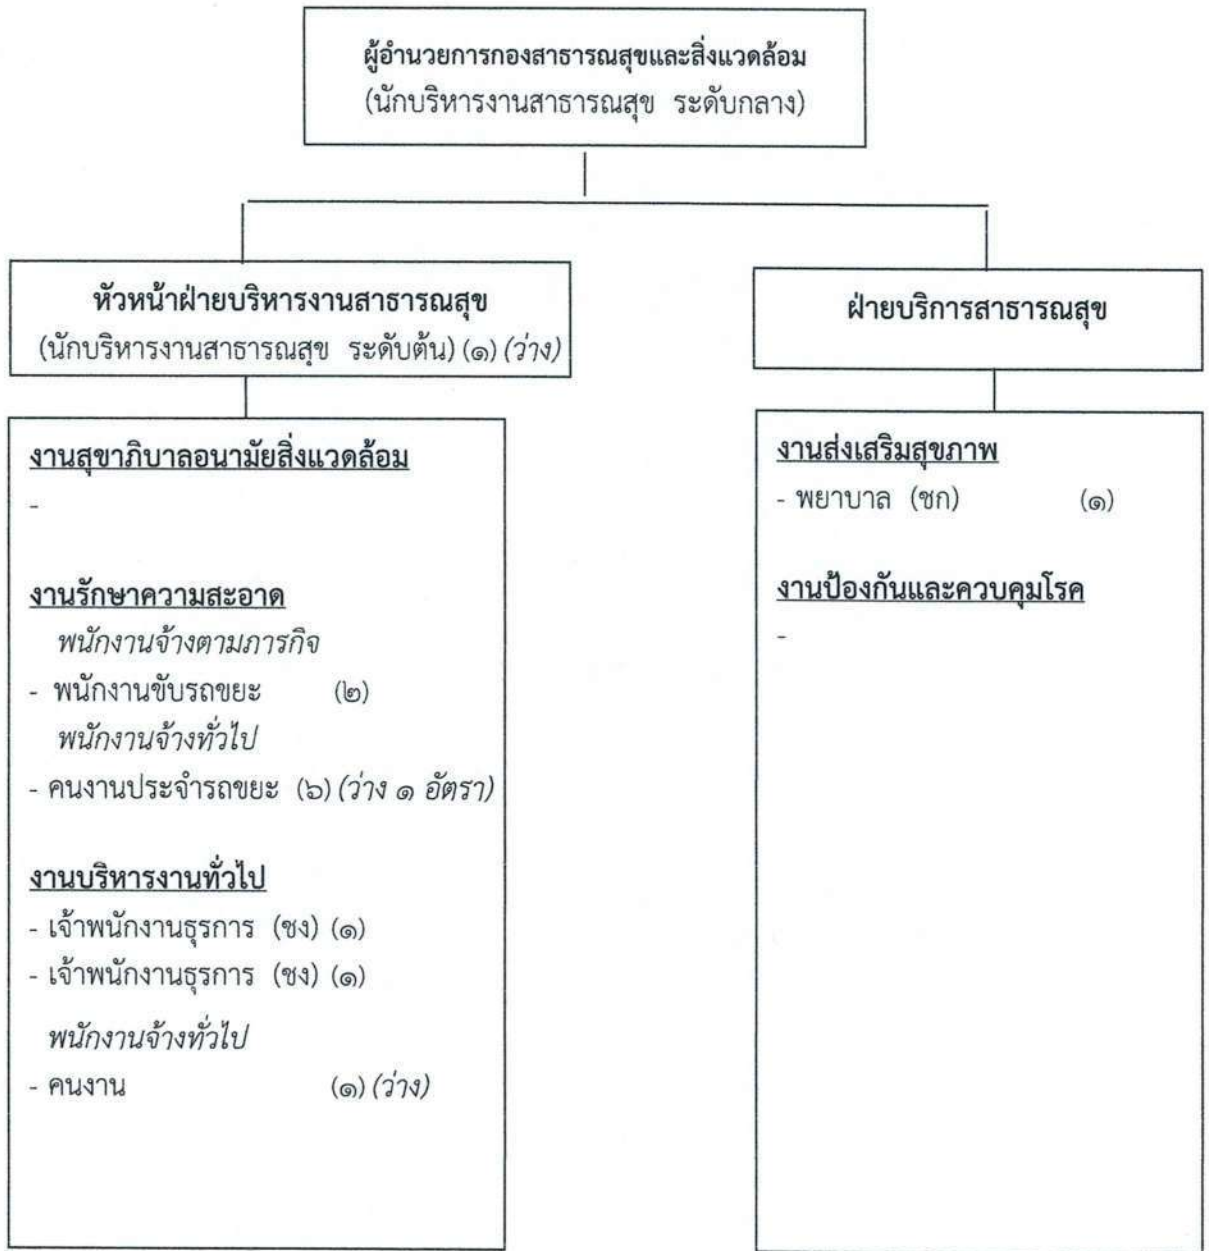 ผู้อำนวยการกองสาธารณสุขและสิ่งแวดล้อม
(นักบริหารงานสาธารณสุข ระดับกลาง)
หัวหน้าฝ่ายบริหารงานสาธารณสุข
(นักบริหารงานสาธารณสุข ระดับต้น) (๑) (ว่าง)
งานสุขาภิบาลอนามัยสิ่งแวดล้อม
-
งานรักษาความสะอาด
พนักงานจ้างตามภารกิจ
- พนักงานขับรถขยะ (๒)
พนักงานจ้างทั่วไป
- คนงานประจำรถขยะ (๖) (ว่าง ๑ อัตรา)
งานบริหารงานทั่วไป
- เจ้าพนักงานธุรการ (ชง) (๑)
- เจ้าพนักงานธุรการ (ชง) (๑)
พนักงานจ้างทั่วไป
- คนงาน (๑) (ว่าง)
ฝ่ายบริการสาธารณสุข
งานส่งเสริมสุขภาพ
- พยาบาล (ชก) (๑)
งานป้องกันและควบคุมโรค
-